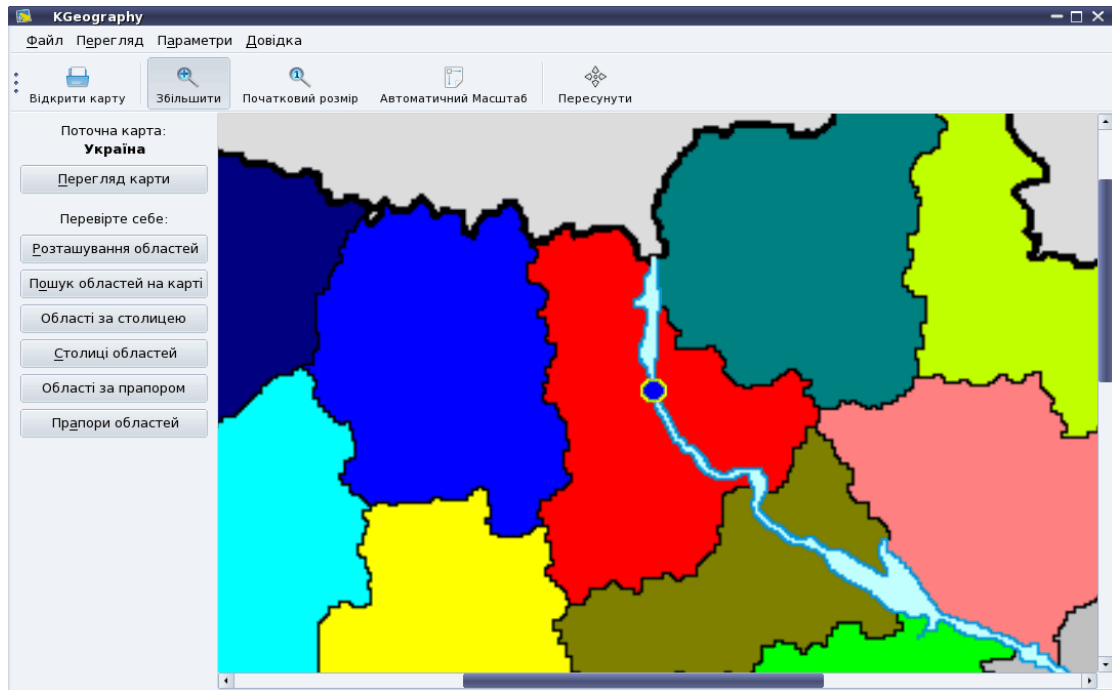 KGeography
Файл Перегляд Параметри Довідка
Відкрити карту Збільшити Початковий розмір Автоматичний Масштаб Пересунути
Поточна карта:
Україна
Перегляд карти
Перевірте себе:
Розташування областей
Пошук областей на карті
Області за столицею
Столиці областей
Області за прапором
Прапори областей